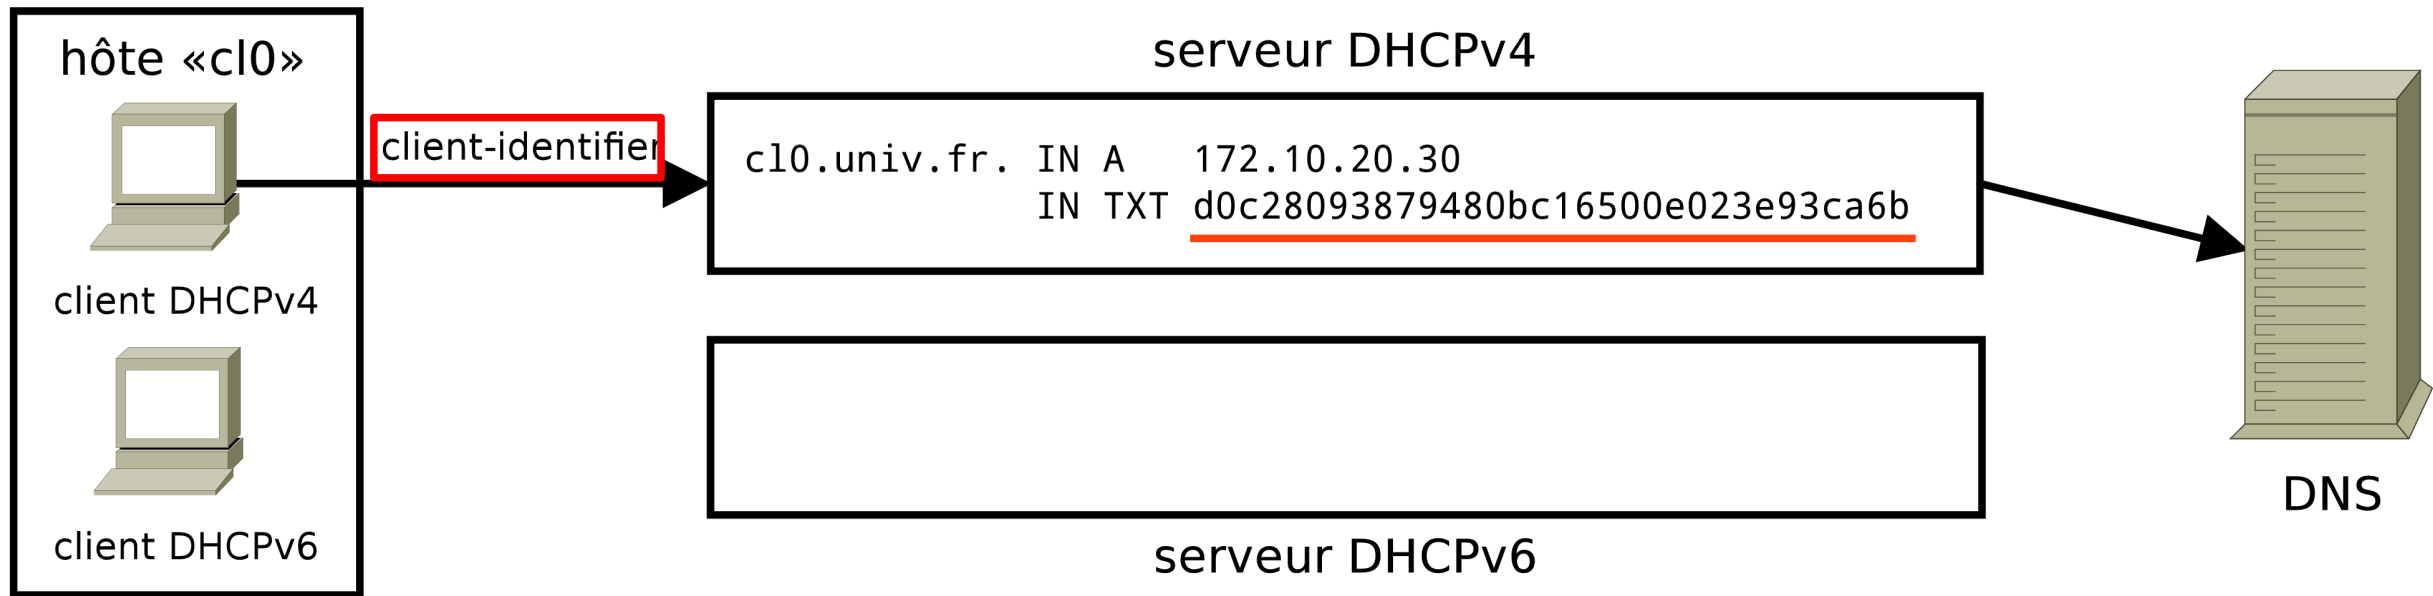 hôte «cl0»
client DHCPv4
client DHCPv6
client-identifier
serveur DHCPv4
cl0.univ.fr. IN A 172.10.20.30
IN TXT d0c28093879480bc16500e023e93ca6b
serveur DHCPv6
DNS